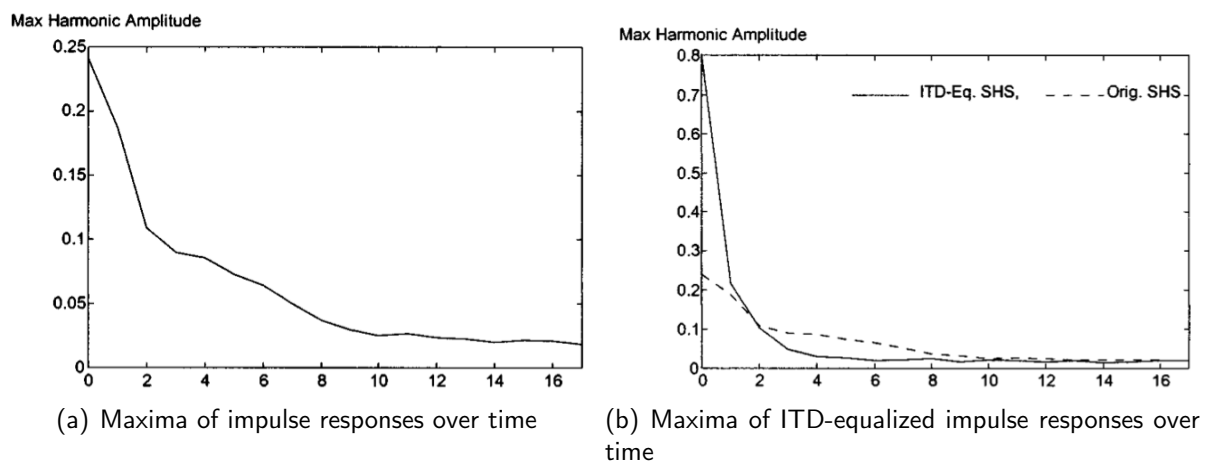 Max Harmonic Amplitude
0.25
0.2
0.15
0.1
0.05
0
0 2 4 6 8 10 12 14 16
(a) Maxima of impulse responses over time
Max Harmonic Amplitude
0.8
0.7
0.6
0.5
0.4
0.3
0.2
0.1
0
ITD-Eq. SHS, Orig. SHS
0 2 4 6 8 10 12 14 16
(b) Maxima of ITD-equalized impulse responses over
time